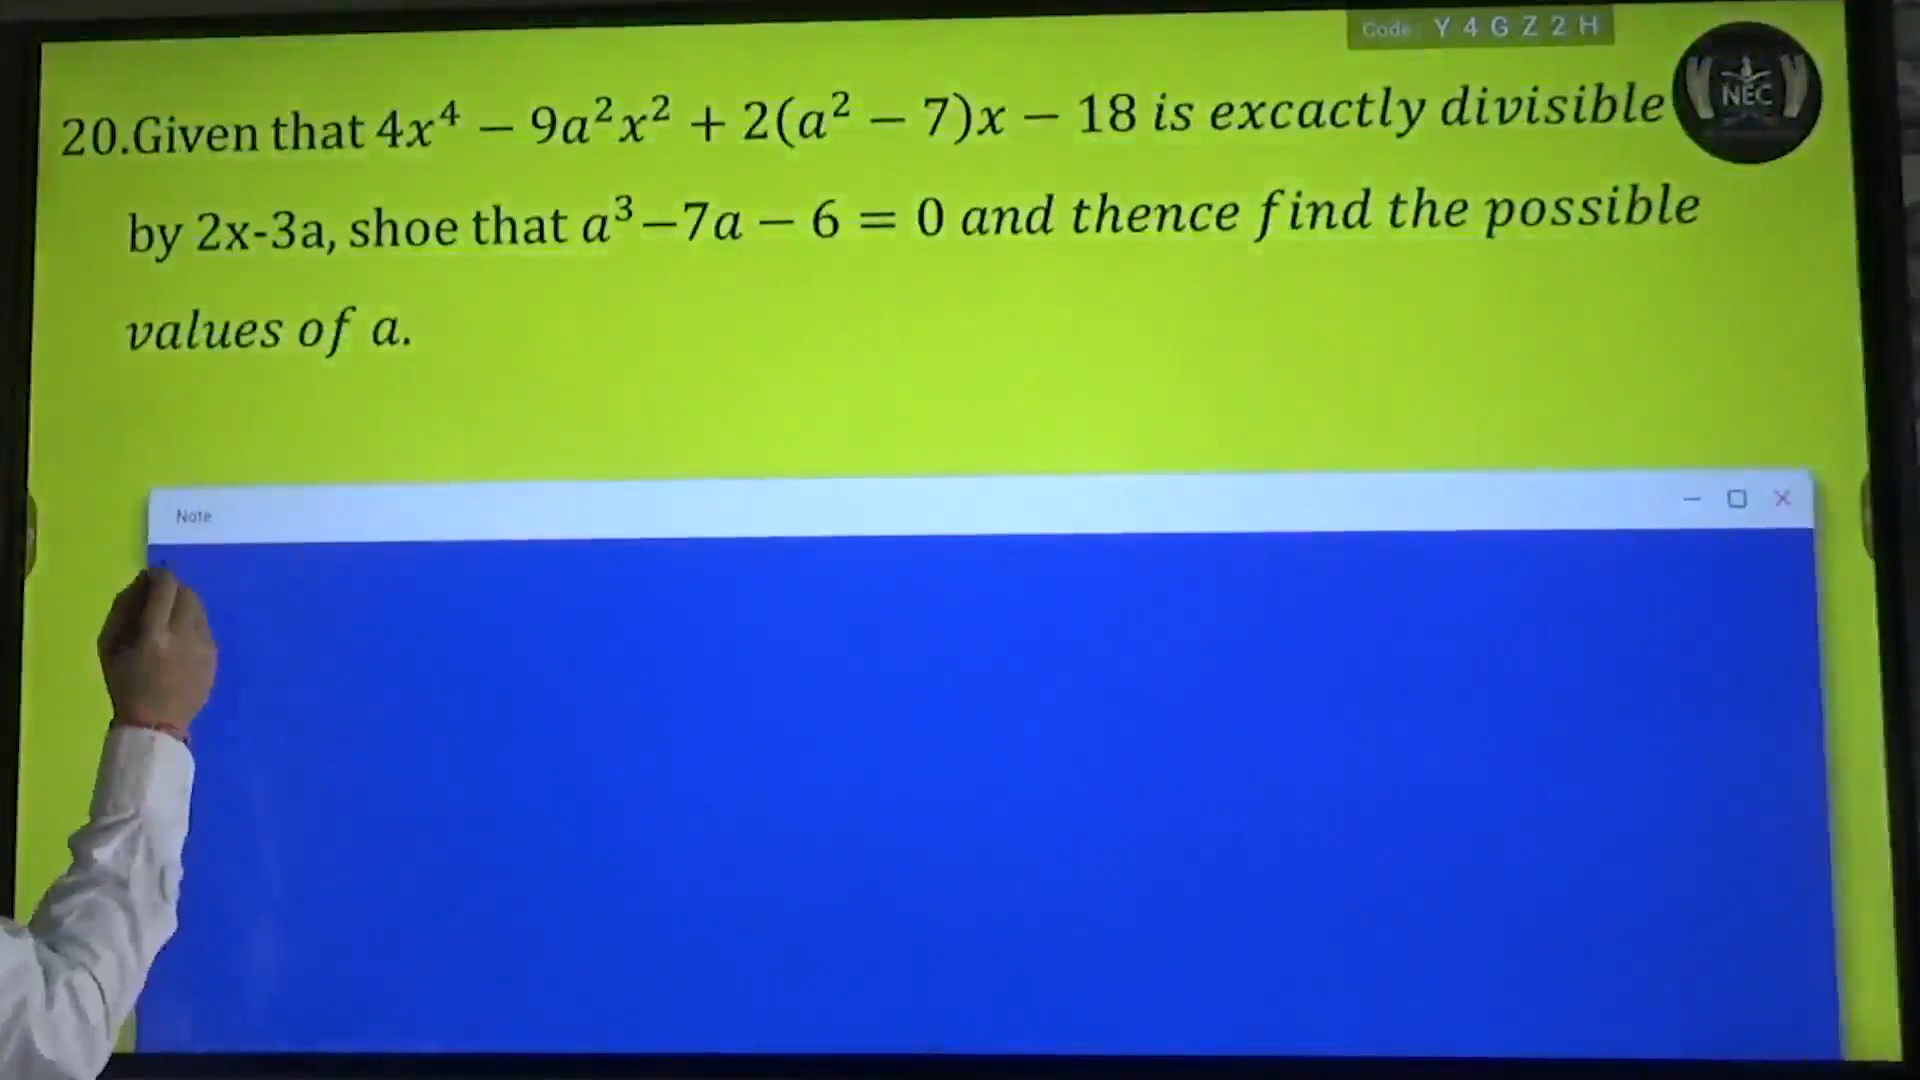 Code: Y 4 G Z 2 H
NEC
20.Given that 4x⁴ − 9a²x² + 2(a² − 7)x − 18 is excactly divisible
by 2x-3a, shoe that a³−7a − 6 = 0 and thence find the possible
values of a.
Note